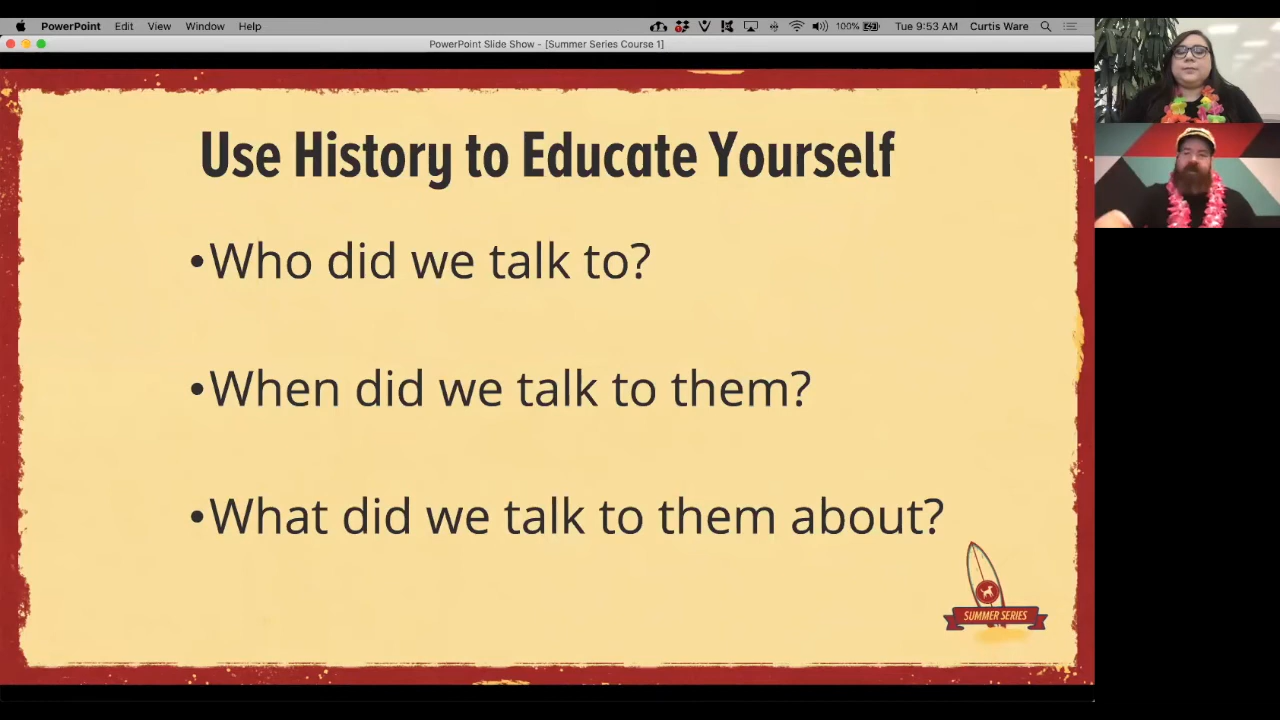 PowerPoint Edit View Window Help 100% Tue 9:53 AM Curtis Ware
PowerPoint Slide Show - [Summer Series Course 1]
Use History to Educate Yourself
•Who did we talk to?
•When did we talk to them?
•What did we talk to them about?
SUMMER SERIES